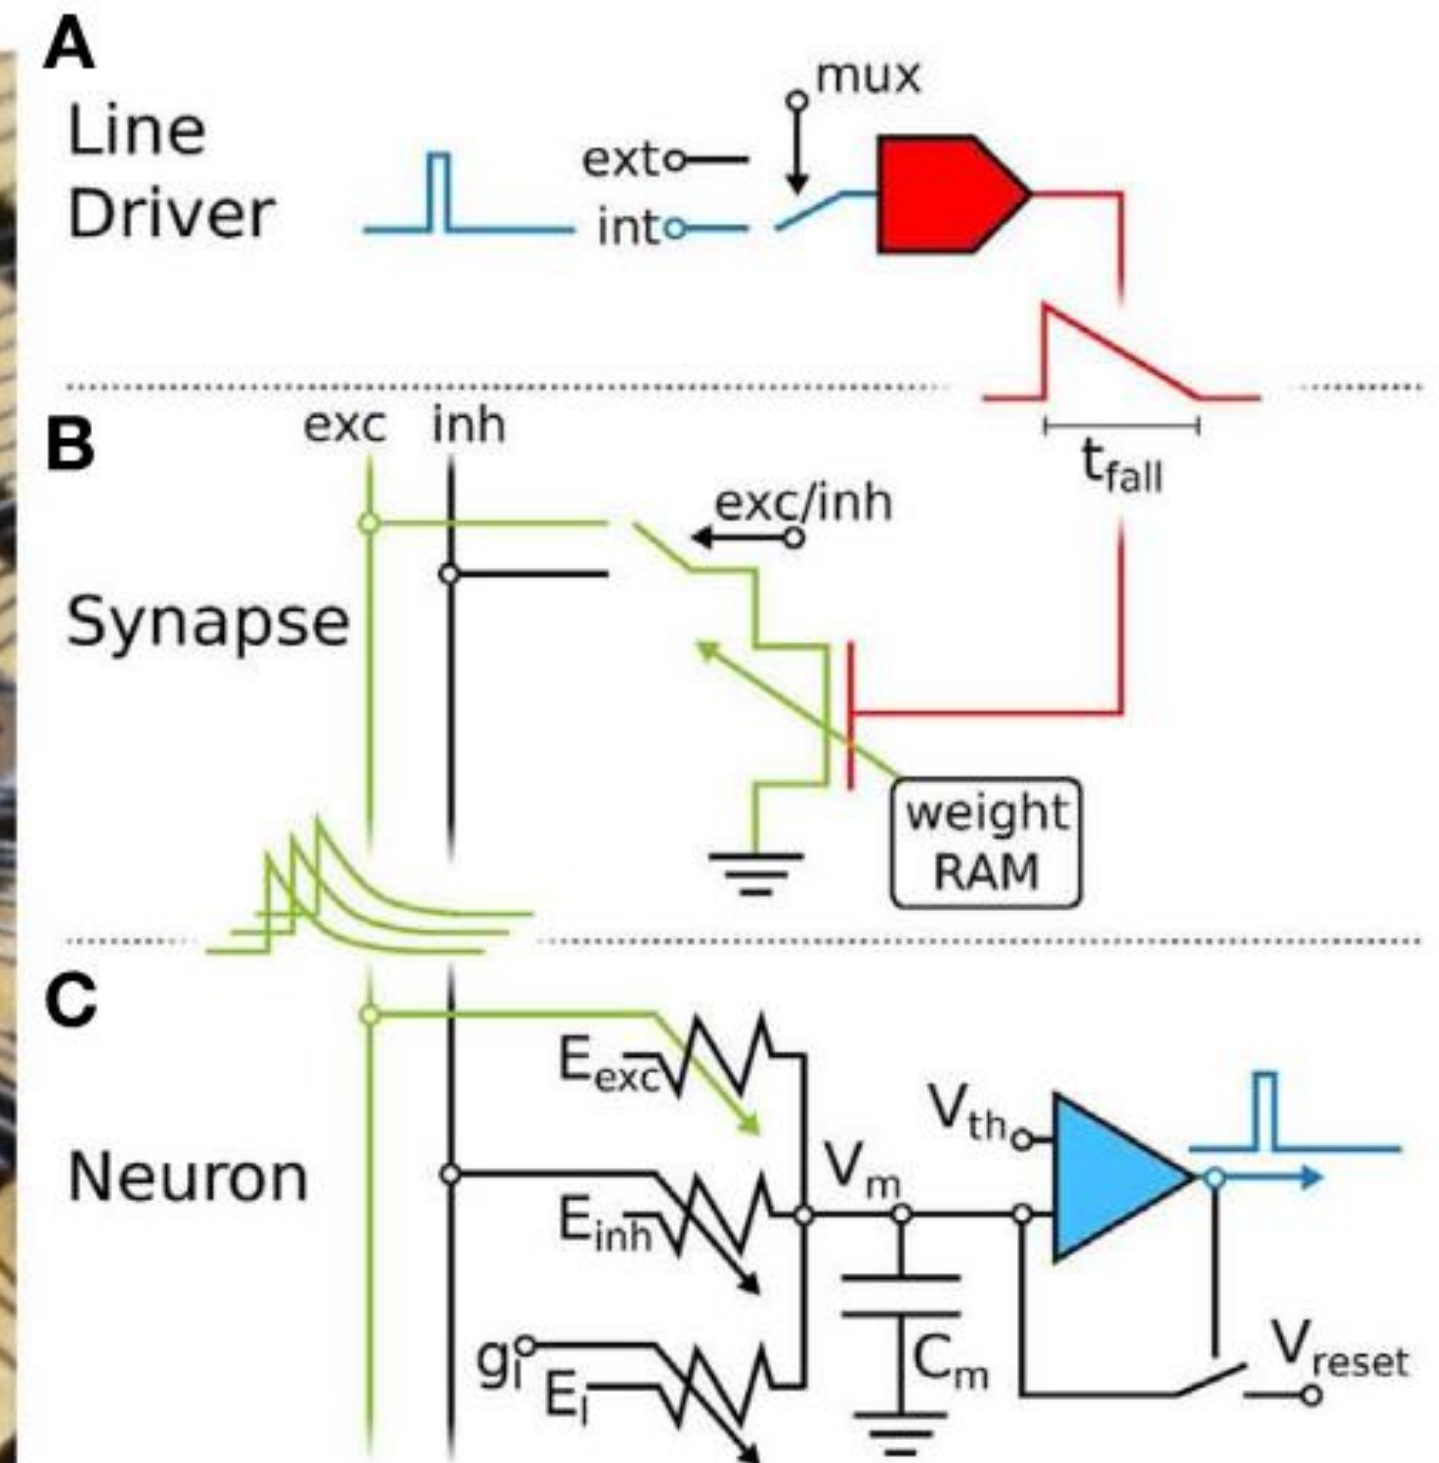 A
Line
Driver
mux
ext
int
t_fall
B
exc inh
exc/inh
Synapse
weight
RAM
C
Neuron
E_exc
E_inh
g_l
E_l
V_m
C_m
V_th
V_reset